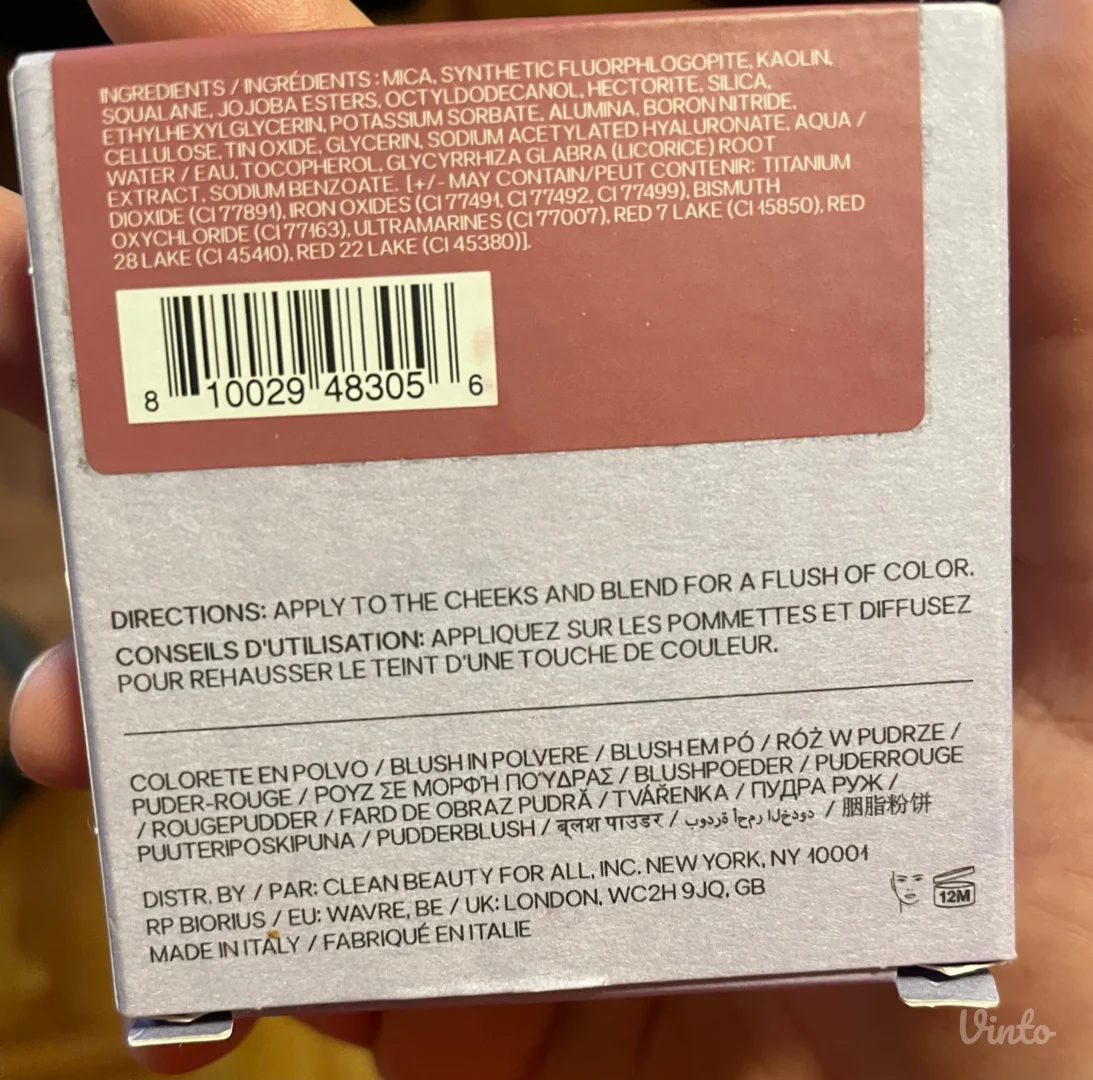 INGREDIENTS / INGRÉDIENTS : MICA, SYNTHETIC FLUORPHLOGOPITE, KAOLIN,
SQUALANE, JOJOBA ESTERS, OCTYLDODECANOL, HECTORITE, SILICA,
ETHYLHEXYLGLYCERIN, POTASSIUM SORBATE, ALUMINA, BORON NITRIDE,
CELLULOSE, TIN OXIDE, GLYCERIN, SODIUM ACETYLATED HYALURONATE, AQUA /
WATER / EAU, TOCOPHEROL, GLYCYRRHIZA GLABRA (LICORICE) ROOT
EXTRACT, SODIUM BENZOATE. [+/- MAY CONTAIN/PEUT CONTENIR: TITANIUM
DIOXIDE (CI 77891), IRON OXIDES (CI 77491, CI 77492, CI 77499), BISMUTH
OXYCHLORIDE (CI 77163), ULTRAMARINES (CI 77007), RED 7 LAKE (CI 15850), RED
28 LAKE (CI 45410), RED 22 LAKE (CI 45380)].
8 10029 48305 6
DIRECTIONS: APPLY TO THE CHEEKS AND BLEND FOR A FLUSH OF COLOR.
CONSEILS D'UTILISATION: APPLIQUEZ SUR LES POMMETTES ET DIFFUSEZ
POUR REHAUSSER LE TEINT D'UNE TOUCHE DE COULEUR.
COLORETE EN POLVO / BLUSH IN POLVERE / BLUSH EM PÓ / RÓŻ W PUDRZE /
PUDER-ROUGE / ΡΟΥΖ ΣΕ ΜΟΡΦΉ ΠΟΎΔΡΑΣ / BLUSHPOEDER / PUDERROUGE
/ ROUGEPUDDER / FARD DE OBRAZ PUDRĂ / TVÁŘENKA / ПУДРА РУЖ /
PUUTERIPOSKIPUNA / PUDDERBLUSH / ब्लश पाउडर / بودرة أحمر الخدود / 胭脂粉饼
DISTR. BY / PAR: CLEAN BEAUTY FOR ALL, INC. NEW YORK, NY 10001
RP BIORIUS / EU: WAVRE, BE / UK: LONDON, WC2H 9JQ, GB
MADE IN ITALY / FABRIQUÉ EN ITALIE
12M
Vinto